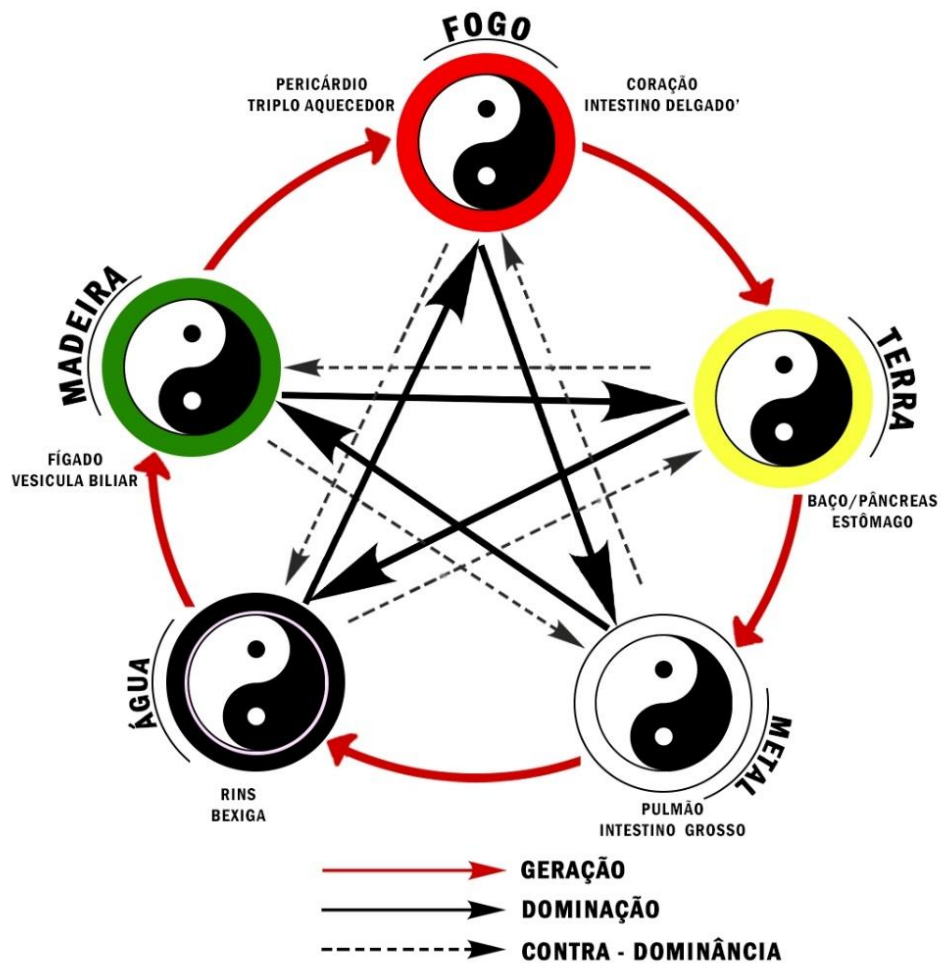 FOGO
PERICÁRDIO
TRIPLO AQUECEDOR
CORAÇÃO
INTESTINO DELGADO'
MADEIRA
TERRA
FÍGADO
VESICULA BILIAR
BAÇO/PÂNCREAS
ESTÔMAGO
ÁGUA
METAL
RINS
BEXIGA
PULMÃO
INTESTINO GROSSO
GERAÇÃO
DOMINAÇÃO
CONTRA - DOMINÂNCIA